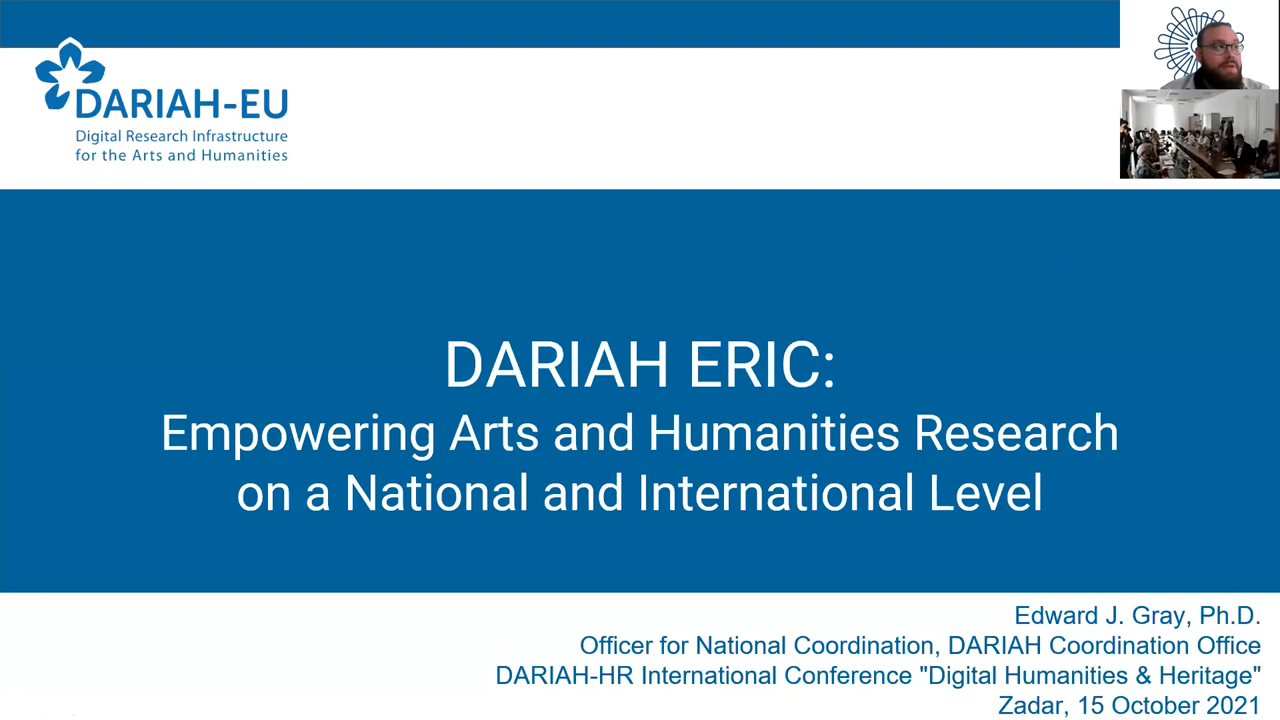 DARIAH-EU
Digital Research Infrastructure
for the Arts and Humanities
DARIAH ERIC:
Empowering Arts and Humanities Research
on a National and International Level
Edward J. Gray, Ph.D.
Officer for National Coordination, DARIAH Coordination Office
DARIAH-HR International Conference "Digital Humanities & Heritage"
Zadar, 15 October 2021